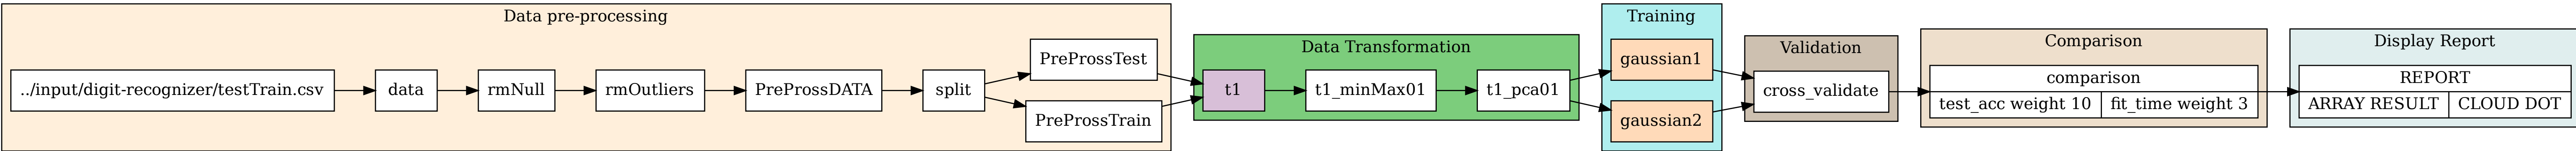 Data pre-processing
../input/digit-recognizer/testTrain.csv
data
rmNull
rmOutliers
PreProssDATA
split
PreProssTest
PreProssTrain
Data Transformation
t1
t1_minMax01
t1_pca01
Training
gaussian1
gaussian2
Validation
cross_validate
Comparison
comparison
test_acc weight 10
fit_time weight 3
Display Report
REPORT
ARRAY RESULT
CLOUD DOT